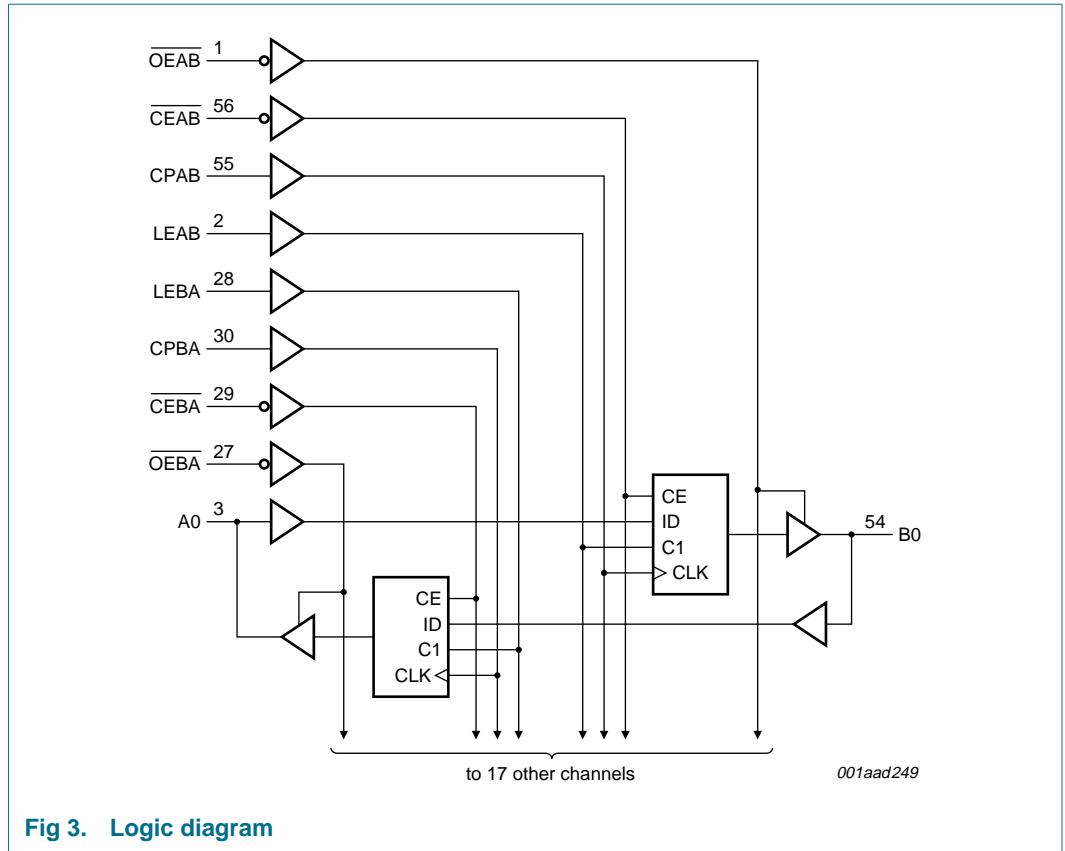 OEAB 1
CEAB 56
CPAB 55
LEAB 2
LEBA 28
CPBA 30
CEBA 29
OEBA 27
A0 3
CE
ID
C1
CLK
54 B0
CE
ID
C1
CLK
to 17 other channels
001aad249
Fig 3. Logic diagram